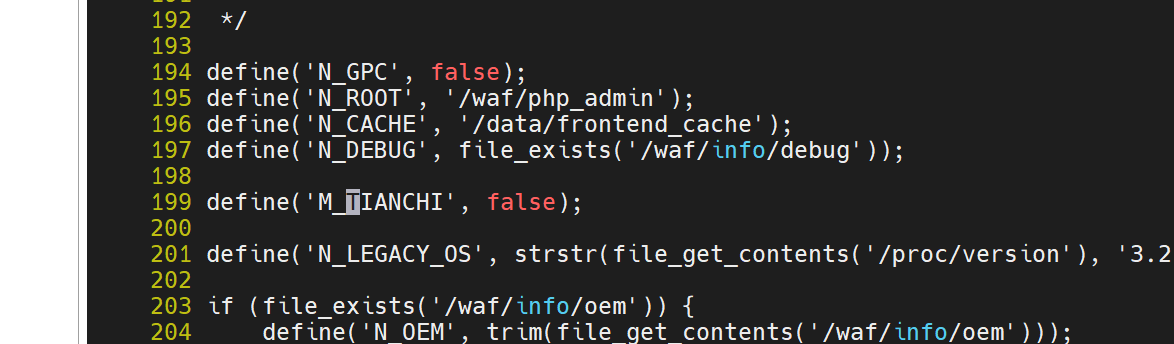 192  */
193
194 define('N_GPC', false);
195 define('N_ROOT', '/waf/php_admin');
196 define('N_CACHE', '/data/frontend_cache');
197 define('N_DEBUG', file_exists('/waf/info/debug'));
198
199 define('M_TIANCHI', false);
200
201 define('N_LEGACY_OS', strstr(file_get_contents('/proc/version'), '3.2
202
203 if (file_exists('/waf/info/oem')) {
204     define('N_OEM', trim(file_get_contents('/waf/info/oem')));